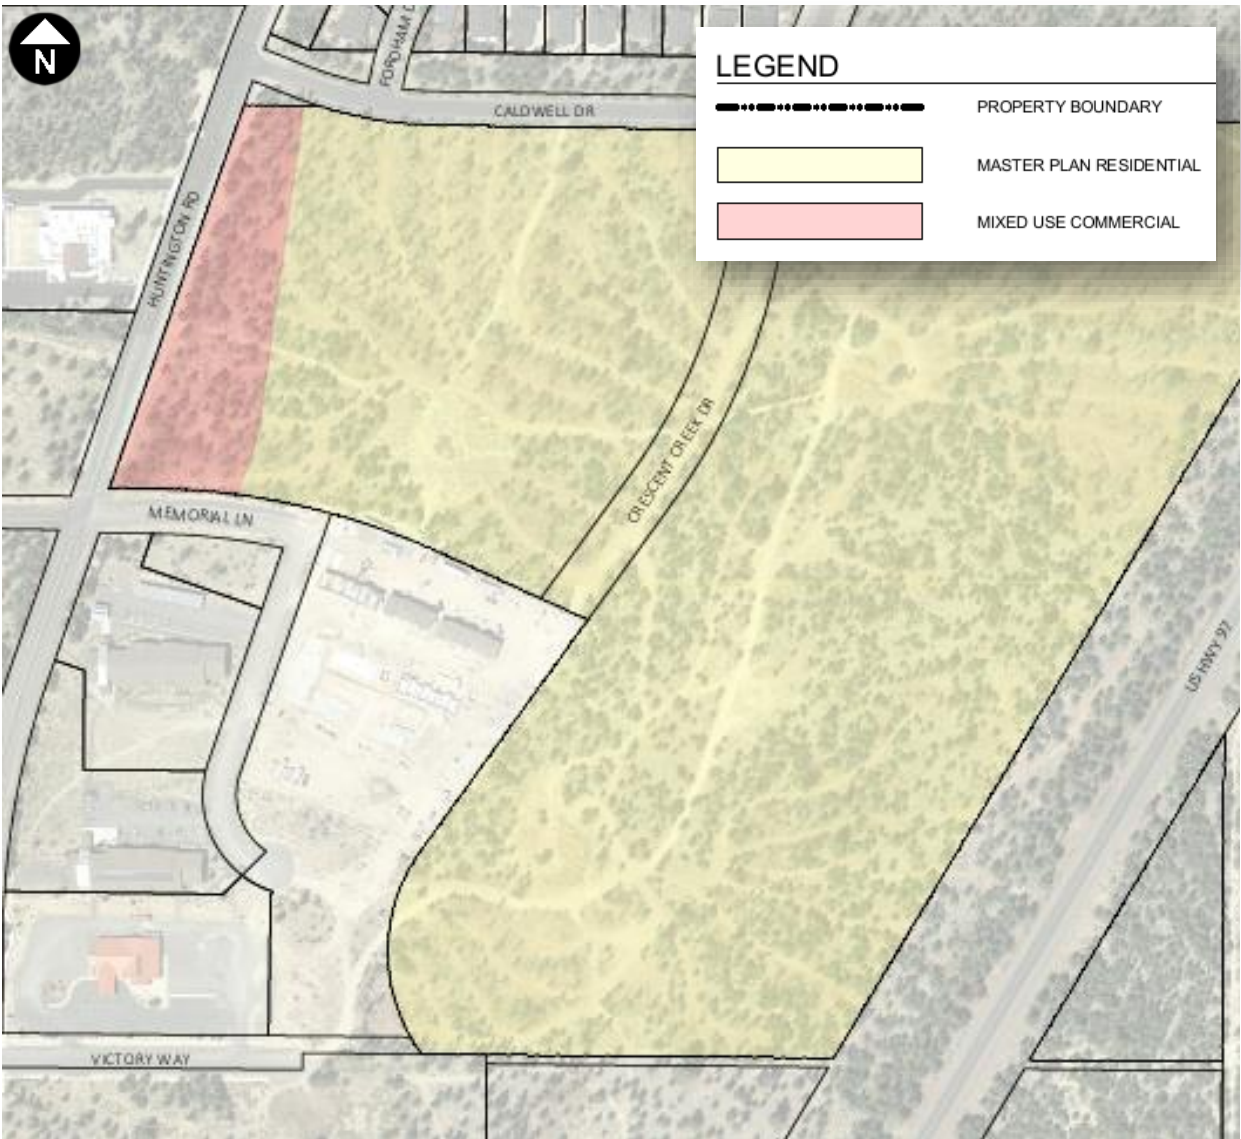 N
FORDHAM D
LEGEND
PROPERTY BOUNDARY
MASTER PLAN RESIDENTIAL
MIXED USE COMMERCIAL
CALDWELL DR
HUNTINGTON RD
CRESCENT CREEK DR
MEMORIAL LN
US HWY 97
VICTORY WAY